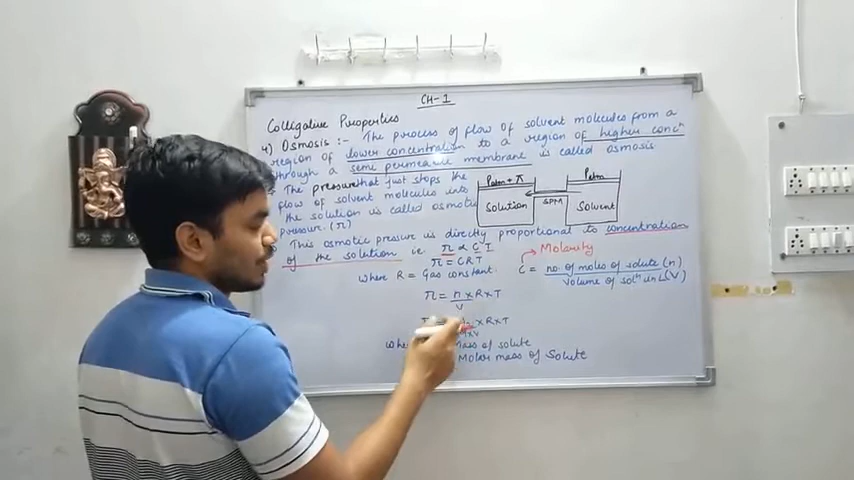 CH-1
Colligative Properties
4) Osmosis :- The process of flow of solvent molecules from a
region of lower concentration to a region of higher concⁿ
through a semi permeable membrane is called osmosis.
The pressure that just stops the
flow of solvent molecules into
the solution is called osmotic
pressure. (π)
Patm + π
Patm
SPM
Solution
Solvent
This osmotic pressure is directly proportional to concentration
of the solution i.e. π ∝ C T
π = CRT
where R = Gas constant.
Molarity
C = no. of moles of solute (n)
Volume of solⁿ in L (V)
π = n x R x T
V
x R x T
mass of solute
Molar mass of Solute